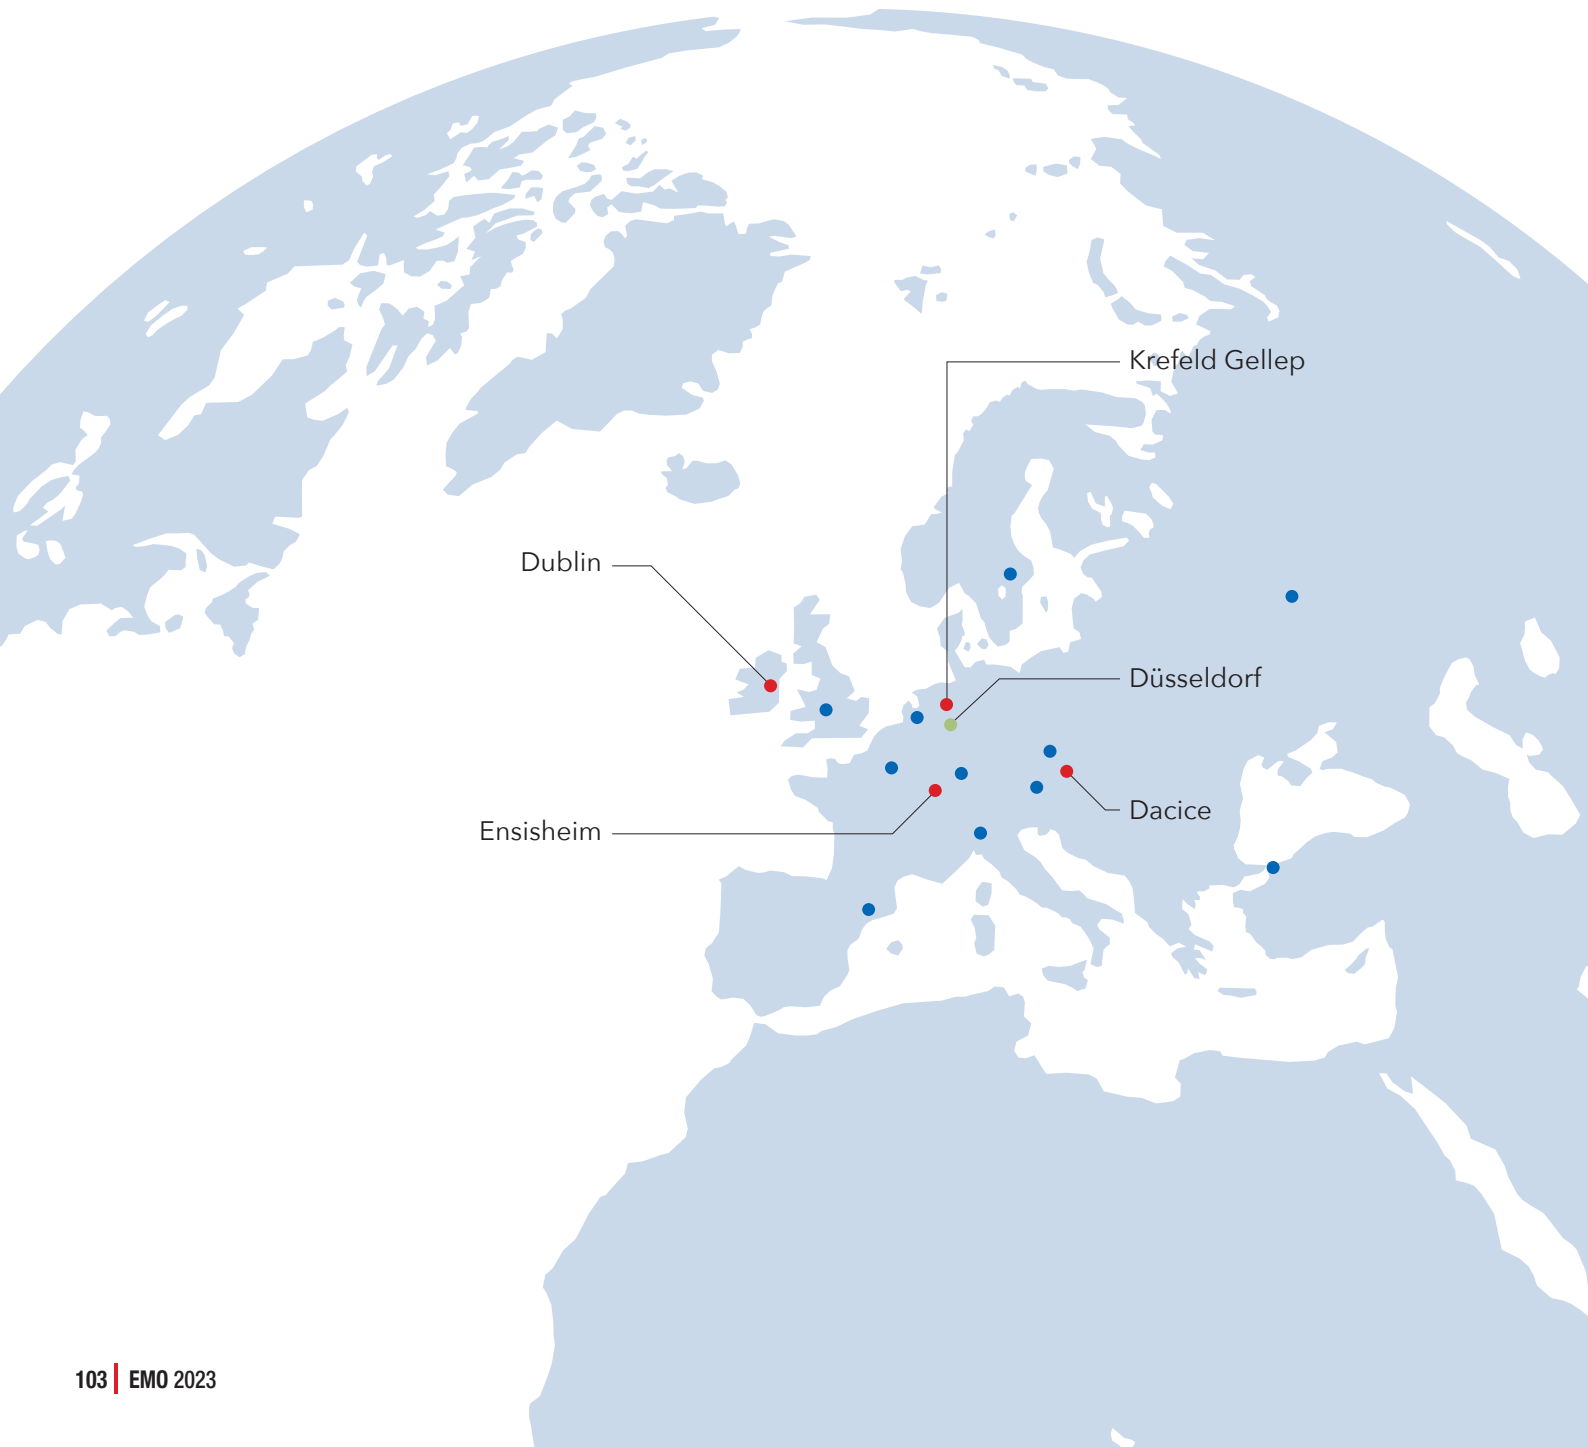 Krefeld Gellep
Dublin
Düsseldorf
Dacice
Ensisheim
103 EMO 2023